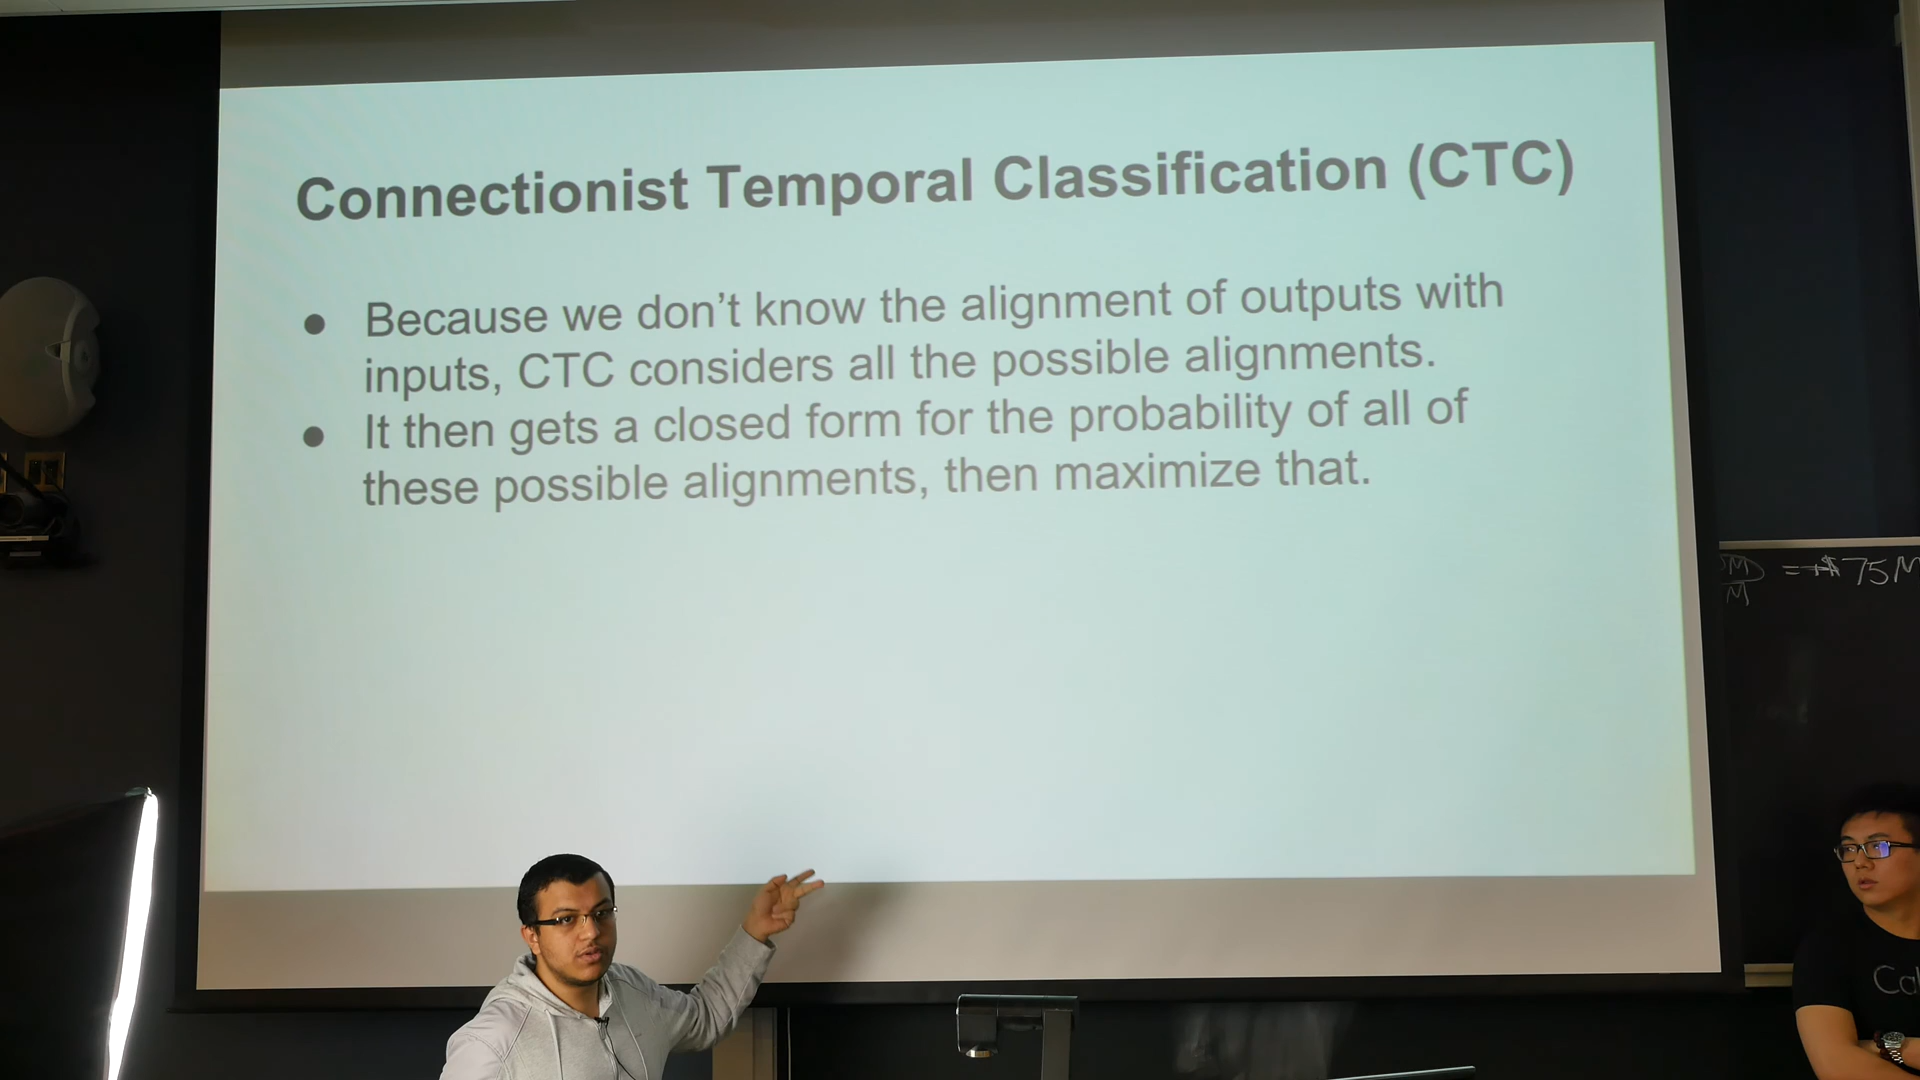 Connectionist Temporal Classification (CTC)
● Because we don't know the alignment of outputs with
inputs, CTC considers all the possible alignments.
● It then gets a closed form for the probability of all of
these possible alignments, then maximize that.
M
M
= $75M
Ca